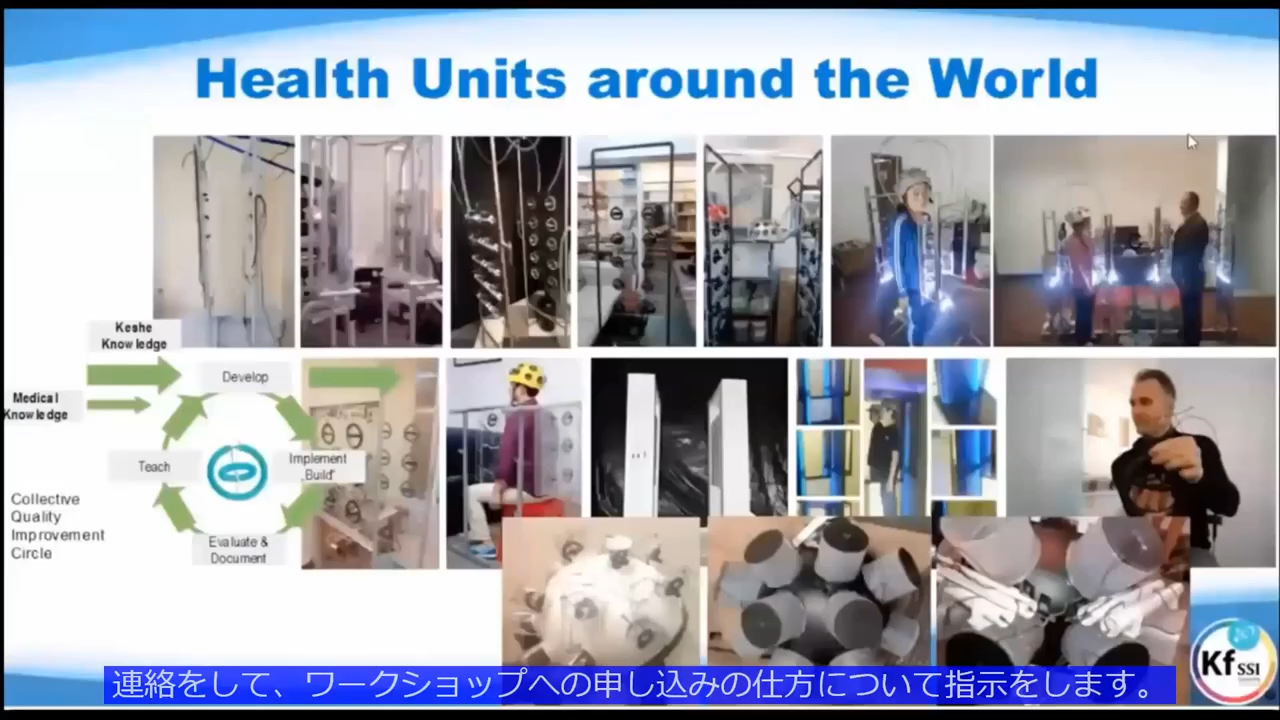 Health Units around the World
Keshe
Knowledge
Medical
Knowledge
Develop
Teach
Implement
„Build“
Evaluate &
Document
Collective
Quality
Improvement
Circle
Kf SSI
連絡をして、ワークショップへの申し込みの仕方について指示をします。